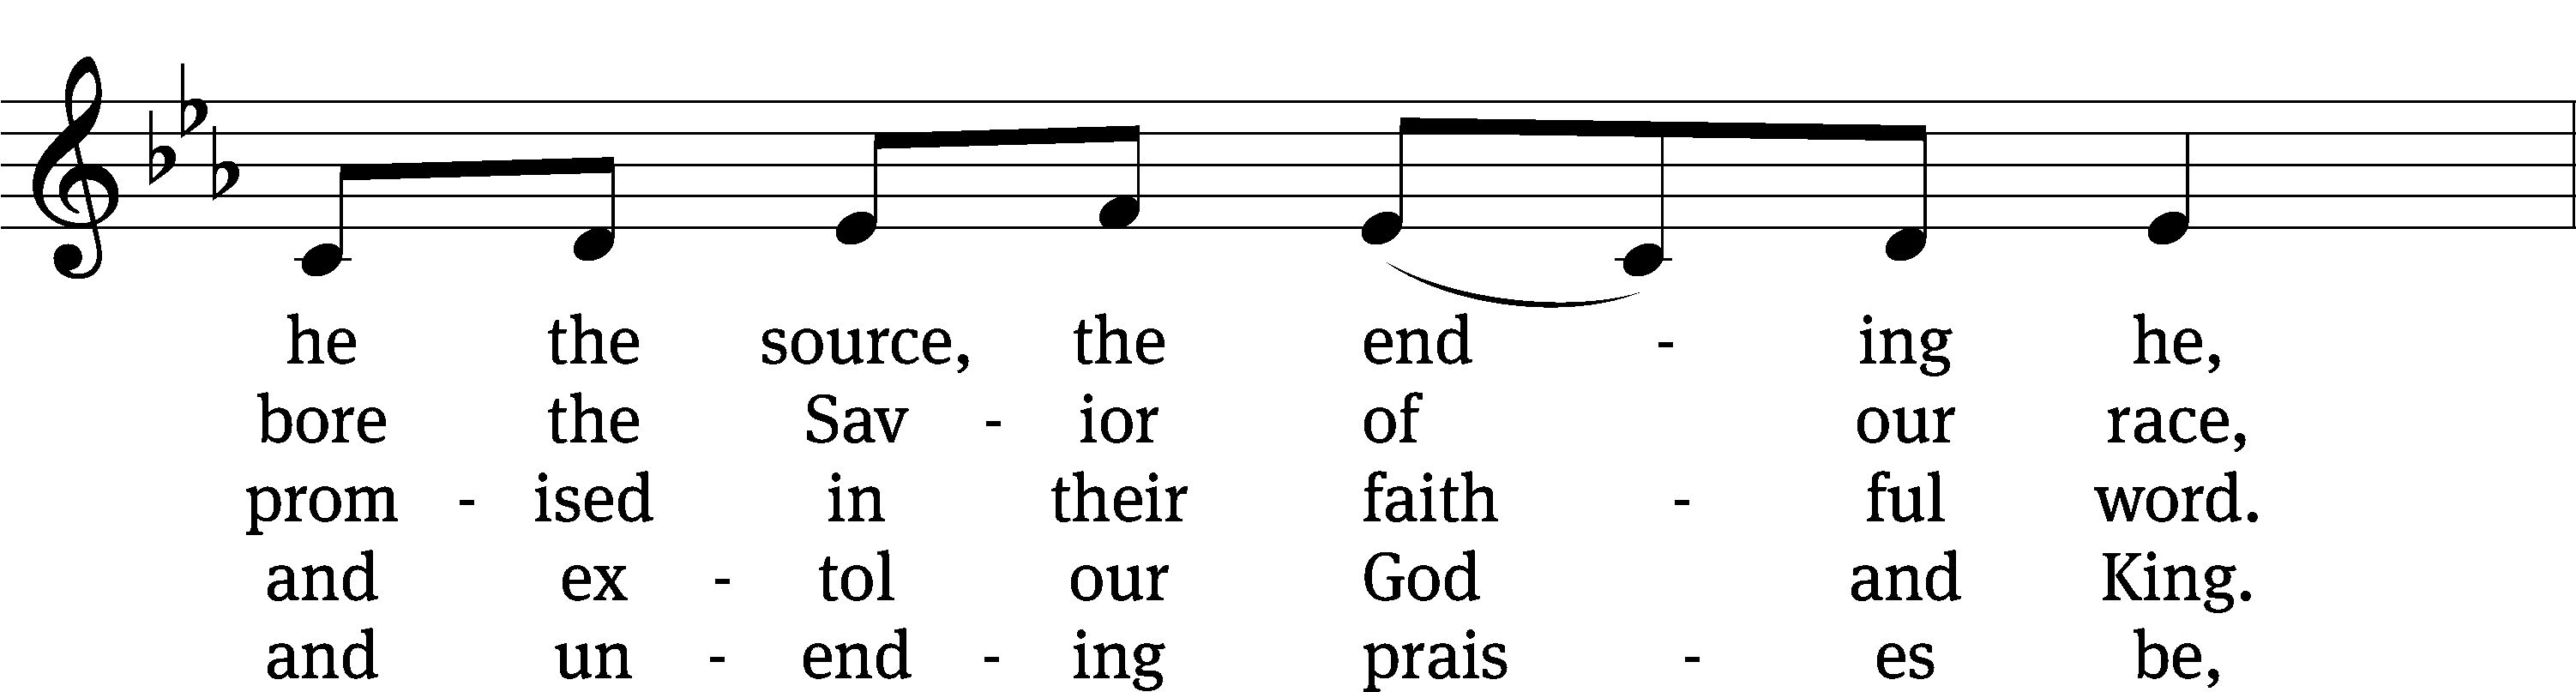 he the source, the end - ing he,
bore the Sav - ior of our race,
prom - ised in their faith - ful word.
and ex - tol our God and King.
and un - end - ing prais - es be,